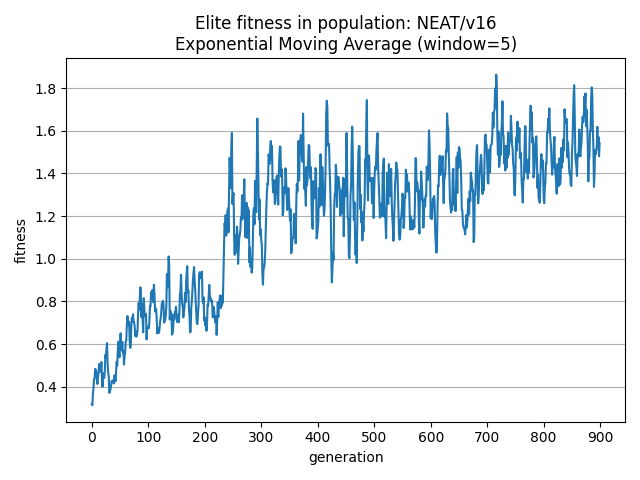 Elite fitness in population: NEAT/v16
Exponential Moving Average (window=5)
fitness
1.8
1.6
1.4
1.2
1.0
0.8
0.6
0.4
0 100 200 300 400 500 600 700 800 900
generation